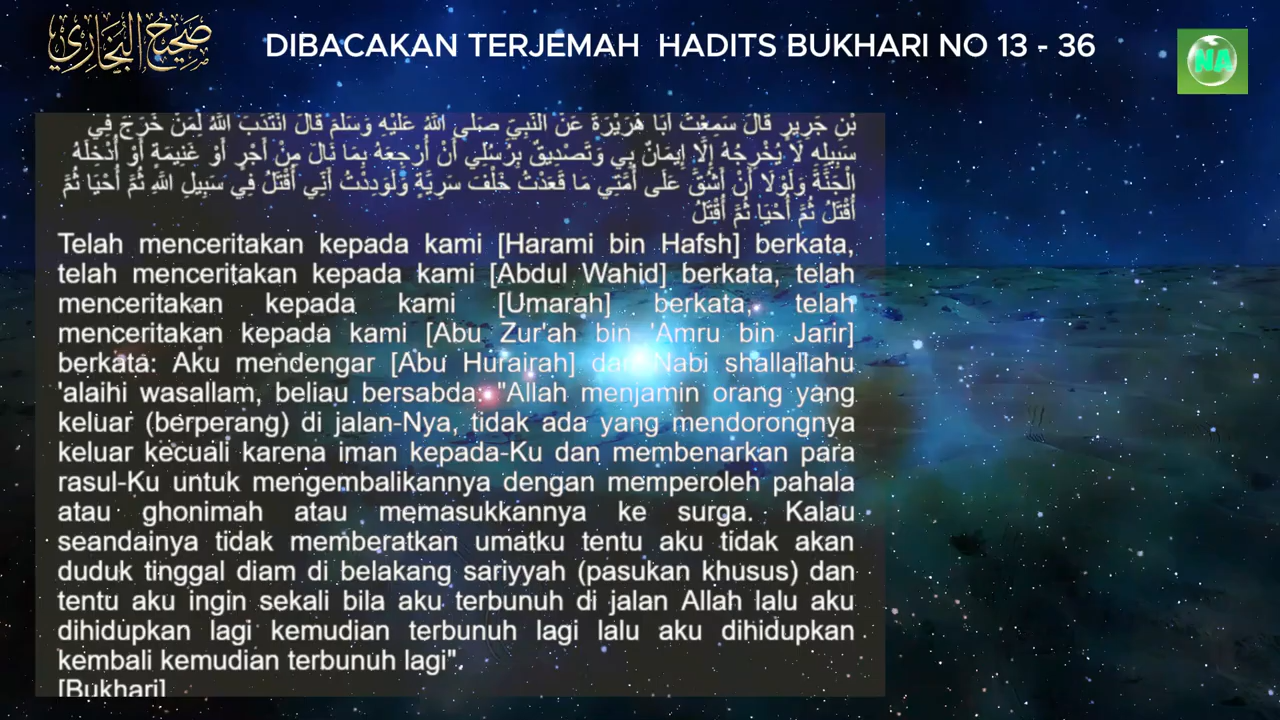 صحيح البخاري
DIBACAKAN TERJEMAH HADITS BUKHARI NO 13 - 36
NA
بْنِ جَرِيرٍ قَالَ سَمِعْتُ أَبَا هُرَيْرَةَ عَنْ النَّبِيِّ صَلَّى اللَّهُ عَلَيْهِ وَسَلَّمَ قَالَ انْتَدَبَ اللَّهُ لِمَنْ خَرَجَ فِي
سَبِيلِهِ لَا يُخْرِجُهُ إِلَّا إِيمَانٌ بِي وَتَصْدِيقٌ بِرُسُلِي أَنْ أُرْجِعَهُ بِمَا نَالَ مِنْ أَجْرٍ أَوْ غَنِيمَةٍ أَوْ أُدْخِلَهُ
الْجَنَّةَ وَلَوْلَا أَنْ أَشُقَّ عَلَى أُمَّتِي مَا قَعَدْتُ خَلْفَ سَرِيَّةٍ وَلَوَدِدْتُ أَنِّي أُقْتَلُ فِي سَبِيلِ اللَّهِ ثُمَّ أُحْيَا ثُمَّ
أُقْتَلُ ثُمَّ أُحْيَا ثُمَّ أُقْتَلُ
Telah menceritakan kepada kami [Harami bin Hafsh] berkata,
telah menceritakan kepada kami [Abdul Wahid] berkata, telah
menceritakan kepada kami [Umarah] berkata, telah
menceritakan kepada kami [Abu Zur'ah bin 'Amru bin Jarir]
berkata: Aku mendengar [Abu Hurairah] dari Nabi shallallahu
'alaihi wasallam, beliau bersabda: "Allah menjamin orang yang
keluar (berperang) di jalan-Nya, tidak ada yang mendorongnya
keluar kecuali karena iman kepada-Ku dan membenarkan para
rasul-Ku untuk mengembalikannya dengan memperoleh pahala
atau ghonimah atau memasukkannya ke surga. Kalau
seandainya tidak memberatkan umatku tentu aku tidak akan
duduk tinggal diam di belakang sariyyah (pasukan khusus) dan
tentu aku ingin sekali bila aku terbunuh di jalan Allah lalu aku
dihidupkan lagi kemudian terbunuh lagi lalu aku dihidupkan
kembali kemudian terbunuh lagi".
[Bukhari]